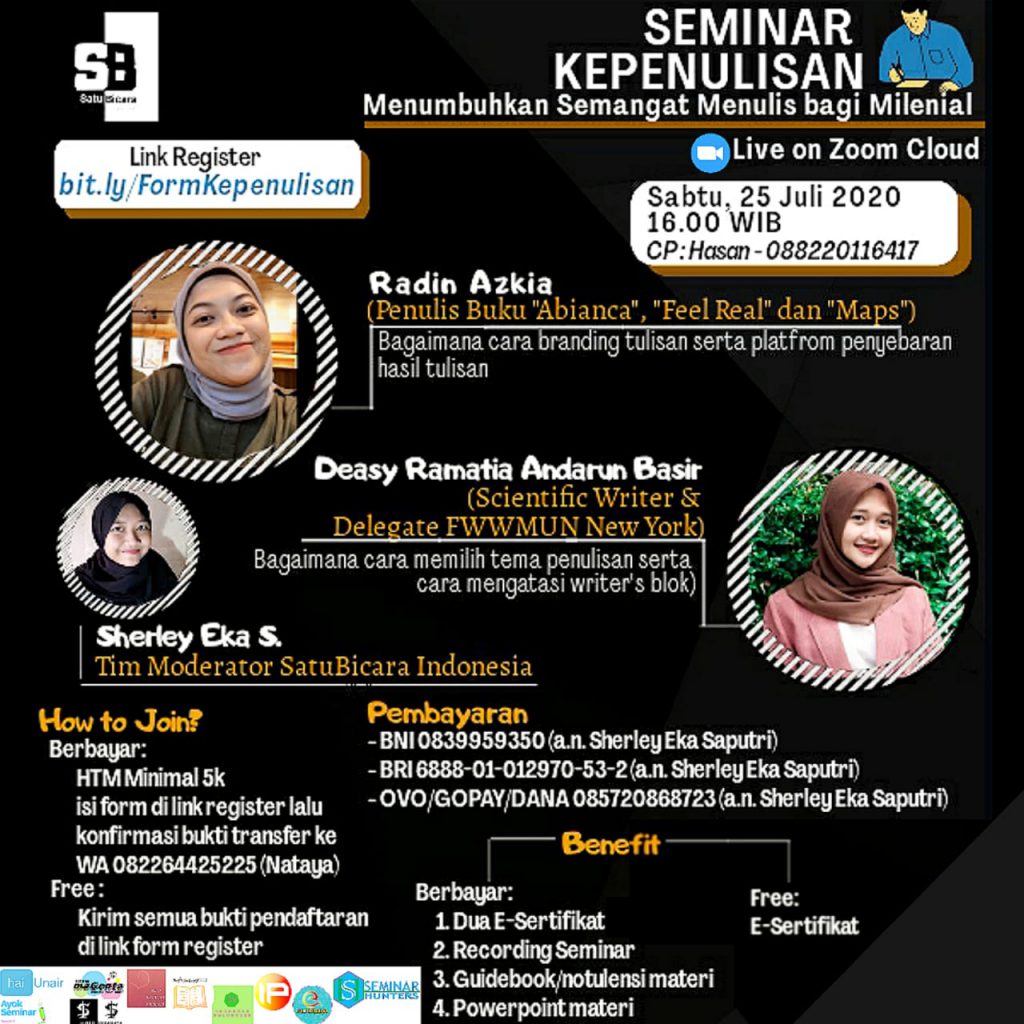 SB
Satu Bicara
SEMINAR
KEPENULISAN
Menumbuhkan Semangat Menulis bagi Milenial
Live on Zoom Cloud
Link Register
bit.ly/FormKepenulisan
Sabtu, 25 Juli 2020
16.00 WIB
CP : Hasan - 088220116417
Radin Azkia
(Penulis Buku "Abianca", "Feel Real" dan "Maps")
Bagaimana cara branding tulisan serta platfrom penyebaran
hasil tulisan
Deasy Ramatia Andarun Basir
(Scientific Writer &
Delegate FWWMUN New York)
Bagaimana cara memilih tema penulisan serta
cara mengatasi writer's blok)
Sherley Eka S.
Tim Moderator SatuBicara Indonesia
How to Join?
Berbayar:
HTM Minimal 5k
isi form di link register lalu
konfirmasi bukti transfer ke
WA 082264425225 (Nataya)
Free :
Kirim semua bukti pendaftaran
di link form register
Pembayaran
- BNI 0839959350 (a.n. Sherley Eka Saputri)
- BRI 6888-01-012970-53-2 (a.n. Sherley Eka Saputri)
- OVO/GOPAY/DANA 085720868723 (a.n. Sherley Eka Saputri)
Benefit
Berbayar:
1. Dua E-Sertifikat
2. Recording Seminar
3. Guidebook/notulensi materi
4. Powerpoint materi
Free:
E-Sertifikat
hai Unair
Ayok
Seminar
magenta
SEMINAR
HUNTERS